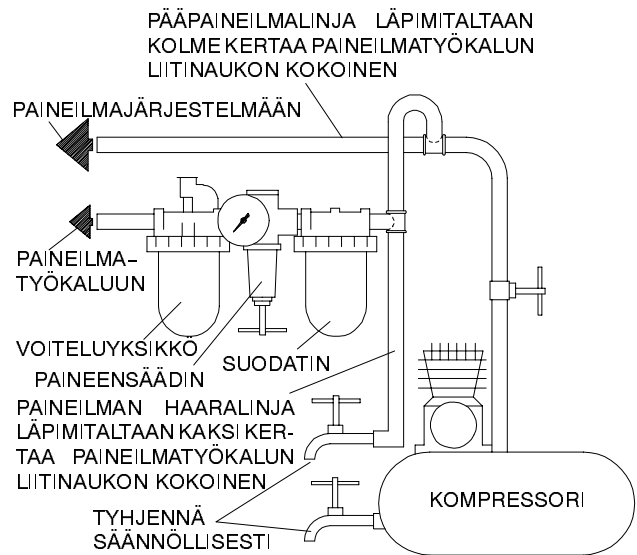 PÄÄPAINEILMALINJA LÄPIMITALTAAN
KOLME KERTAA PAINEILMATYÖKALUN
LIITINAUKON KOKOINEN
PAINEILMAJÄRJESTELMÄÄN
PAINEILMA-
TYÖKALUUN
VOITELUYKSIKKÖ
SUODATIN
PAINEENSÄÄDIN
PAINEILMAN HAARALINJA
LÄPIMITALTAAN KAKSI KER-
TAA PAINEILMATYÖKALUN
LIITINAUKON KOKOINEN
KOMPRESSORI
TYHJENNÄ
SÄÄNNÖLLISESTI